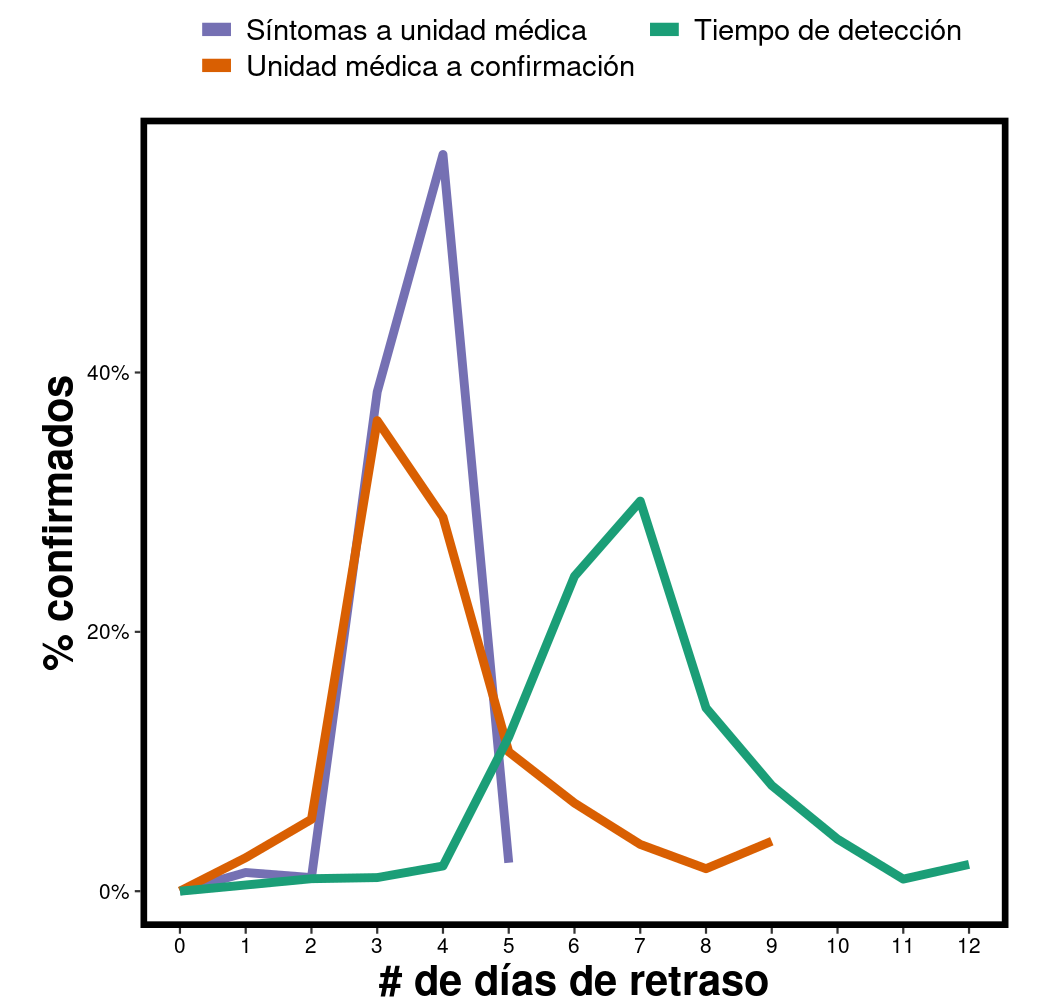 Síntomas a unidad médica
Tiempo de detección
Unidad médica a confirmación
% confirmados
40%
20%
0%
0 1 2 3 4 5 6 7 8 9 10 11 12
# de días de retraso